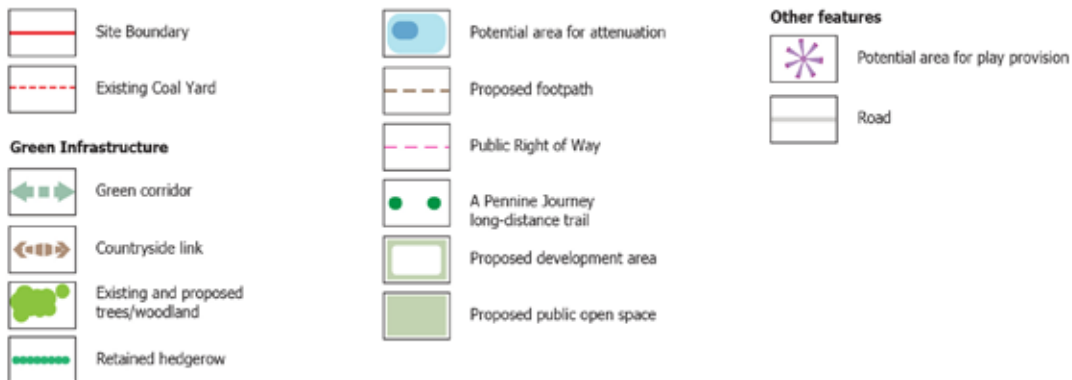 Site Boundary
Existing Coal Yard
Green Infrastructure
Green corridor
Countryside link
Existing and proposed
trees/woodland
Retained hedgerow
Potential area for attenuation
Proposed footpath
Public Right of Way
A Pennine Journey
long-distance trail
Proposed development area
Proposed public open space
Other features
Potential area for play provision
Road